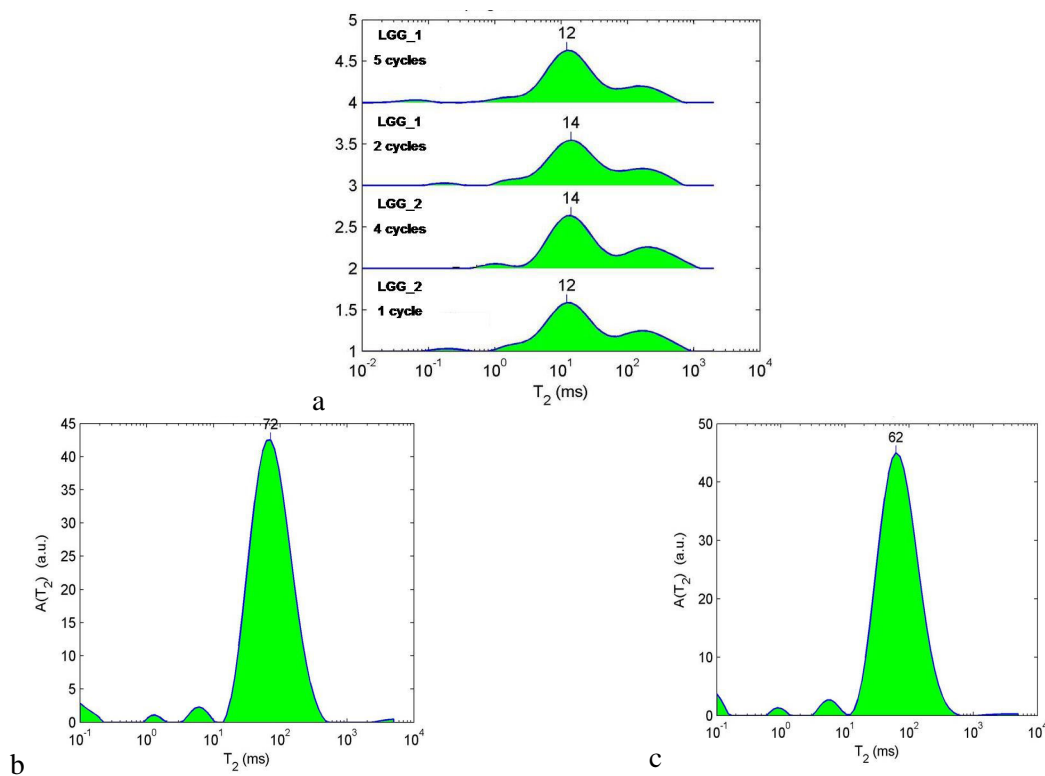 5
LGG_1
12
5 cycles
4.5
4
LGG_1
14
2 cycles
3.5
3
LGG_2
14
4 cycles
2.5
2
LGG_2
12
1 cycle
1.5
1
10^-2 10^-1 10^0 10^1 10^2 10^3 10^4
T_2 (ms)
a
72
45
40
35
30
25
20
15
10
5
0
A(T_2) (a.u.)
10^-1 10^0 10^1 10^2 10^3 10^4
T_2 (ms)
b
62
50
40
30
20
10
0
A(T_2) (a.u.)
10^-1 10^0 10^1 10^2 10^3 10^4
T_2 (ms)
c